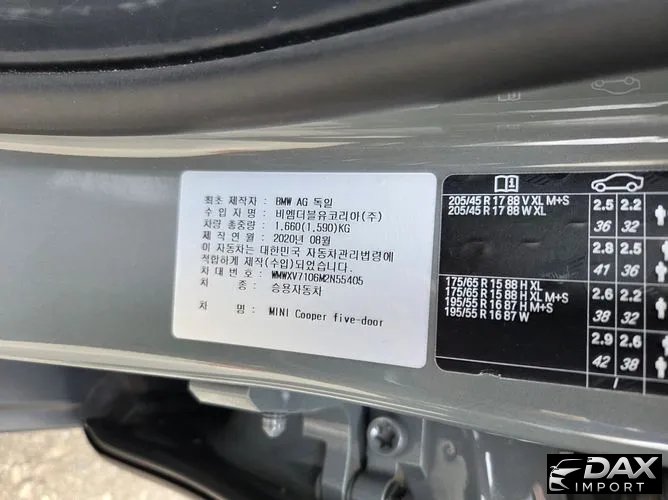 최초 제작자 : BMW AG 독일
수 입 자 명 : 비엠더블유코리아(주)
차량 총중량 : 1,660(1,590)KG
제 작 연 월 : 2020년 08월
이 자동차는 대한민국 자동차관리법령에
적합하게 제작(수입)되었습니다.
차대번호 : WMWXV7106M2N55405
차 종 : 승용자동차
차 명 : MINI Cooper five-door
205/45 R 17 88 V XL M+S
205/45 R 17 88 W XL
2.5 2.2
36 32
2.8 2.5
41 36
175/65 R 15 88 H XL
175/65 R 15 88 H XL M+S
195/55 R 16 87 H M+S
195/55 R 16 87 W
2.6 2.2
38 32
2.9 2.6
42 38
DAX
IMPORT